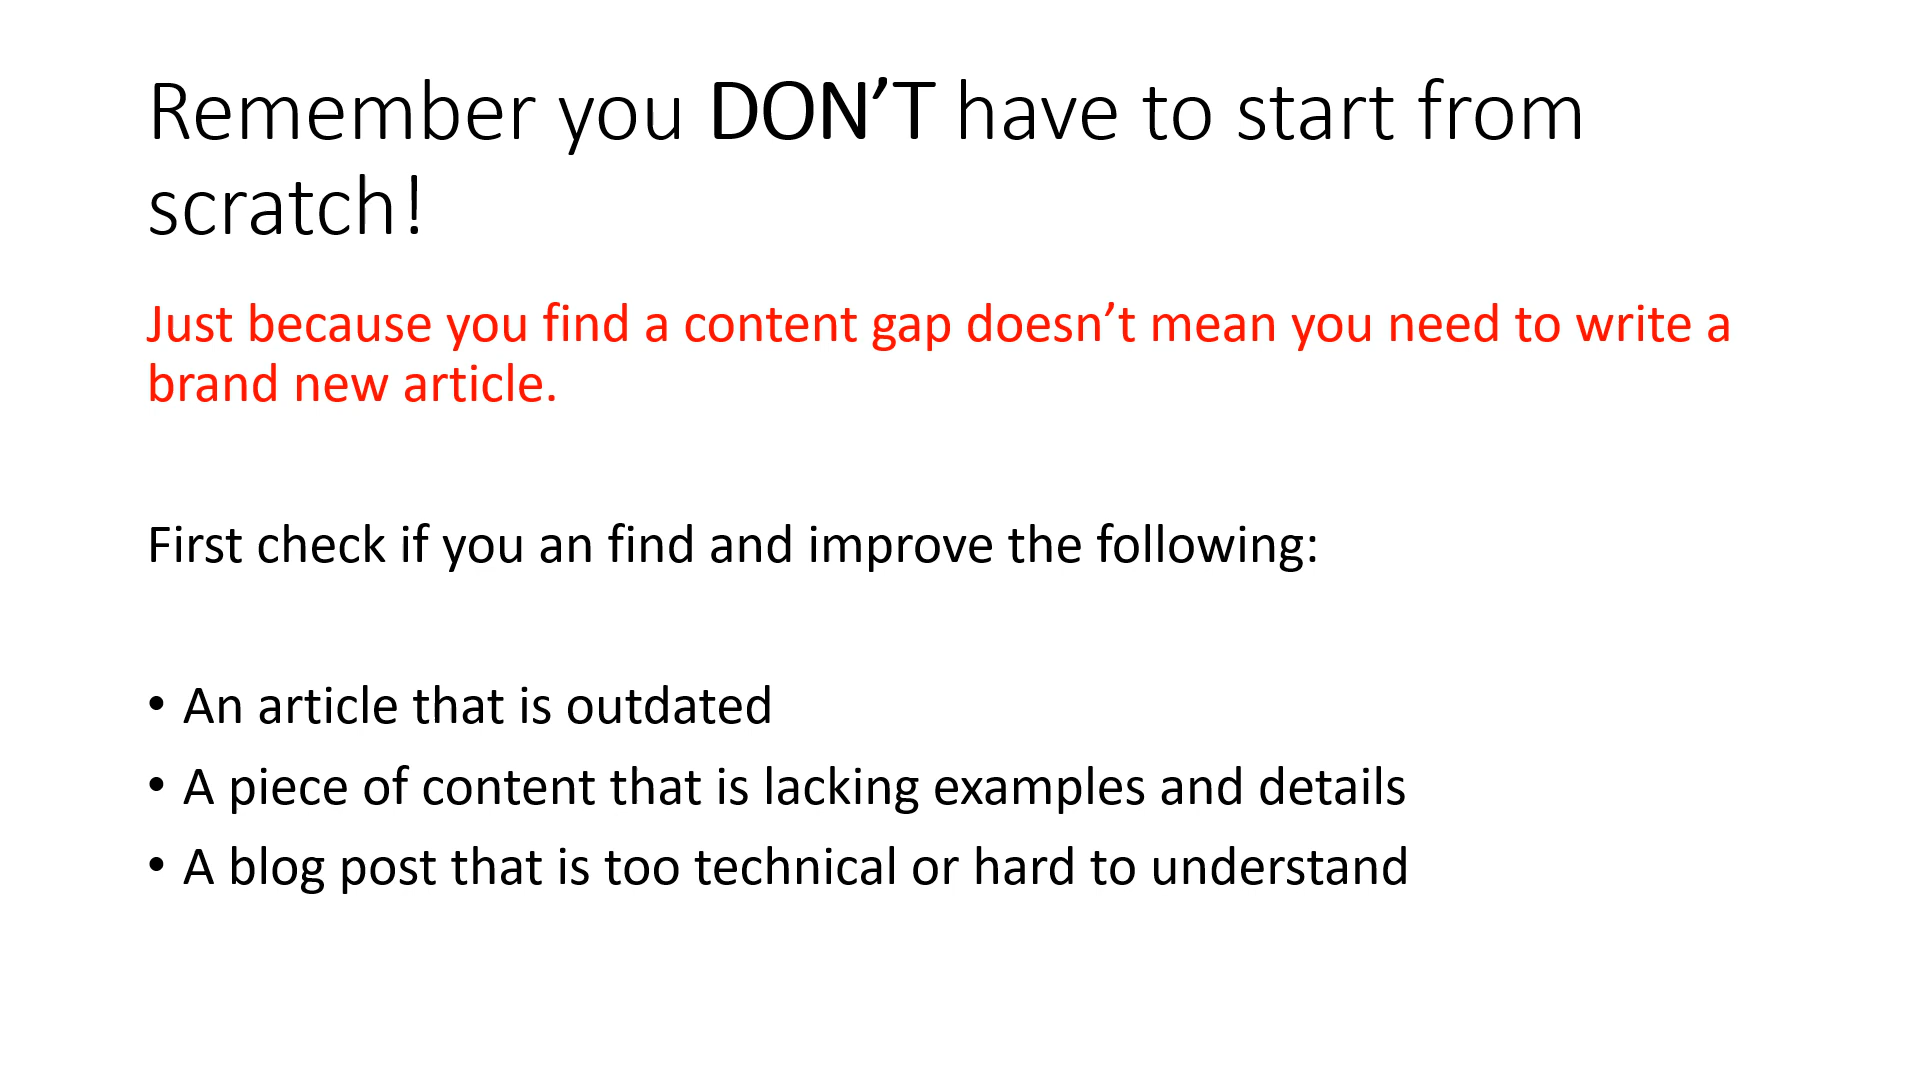 Remember you DON’T have to start from
scratch!
Just because you find a content gap doesn’t mean you need to write a
brand new article.
First check if you an find and improve the following:
• An article that is outdated
• A piece of content that is lacking examples and details
• A blog post that is too technical or hard to understand